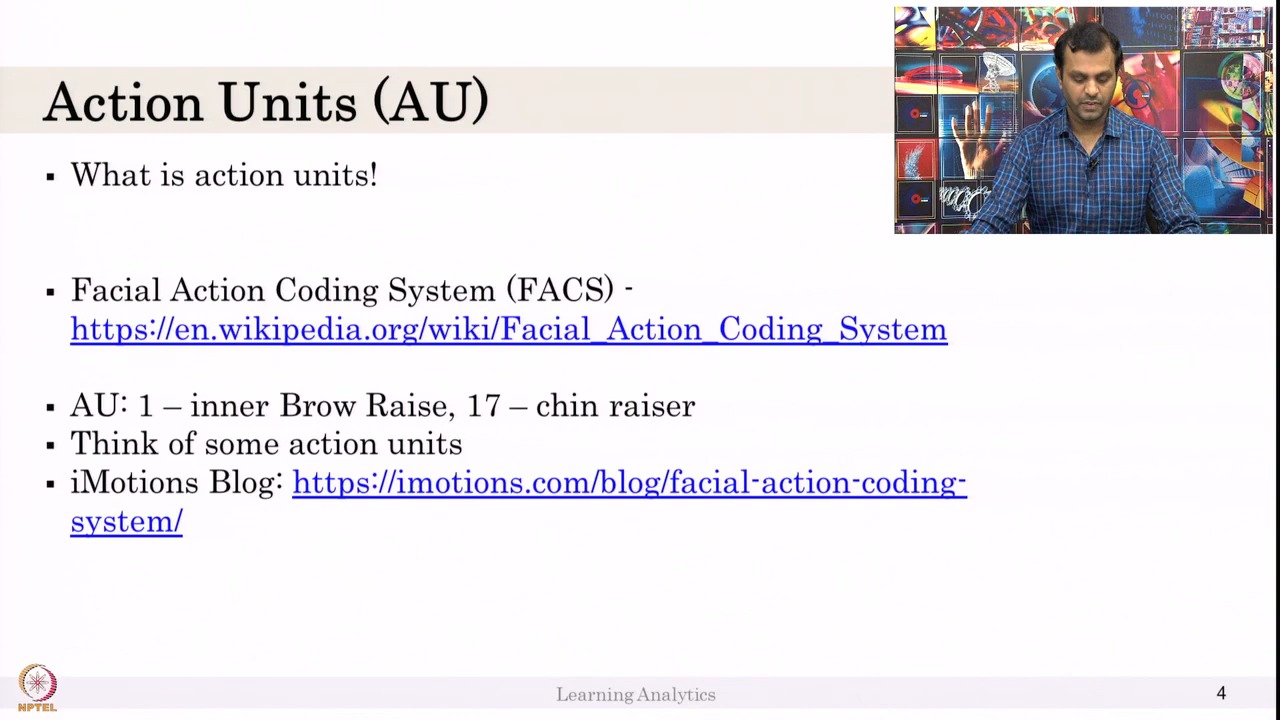 Action Units (AU)
▪ What is action units!
▪ Facial Action Coding System (FACS) -
https://en.wikipedia.org/wiki/Facial_Action_Coding_System
▪ AU: 1 – inner Brow Raise, 17 – chin raiser
▪ Think of some action units
▪ iMotions Blog: https://imotions.com/blog/facial-action-coding-
system/
NPTEL
Learning Analytics
4